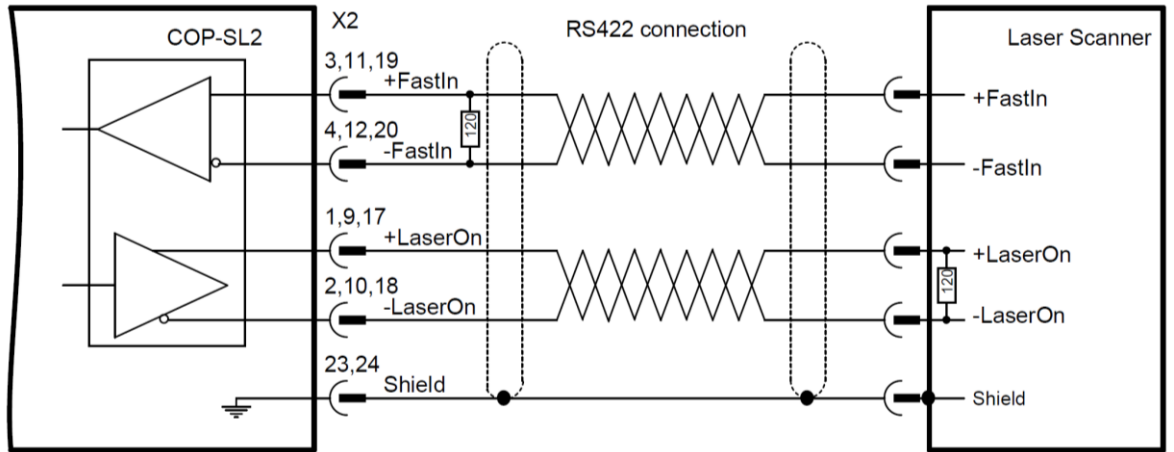 COP-SL2
X2
RS422 connection
Laser Scanner
3,11,19
+FastIn
+FastIn
120
4,12,20
-FastIn
-FastIn
1,9,17
+LaserOn
+LaserOn
120
2,10,18
-LaserOn
-LaserOn
23,24
Shield
Shield